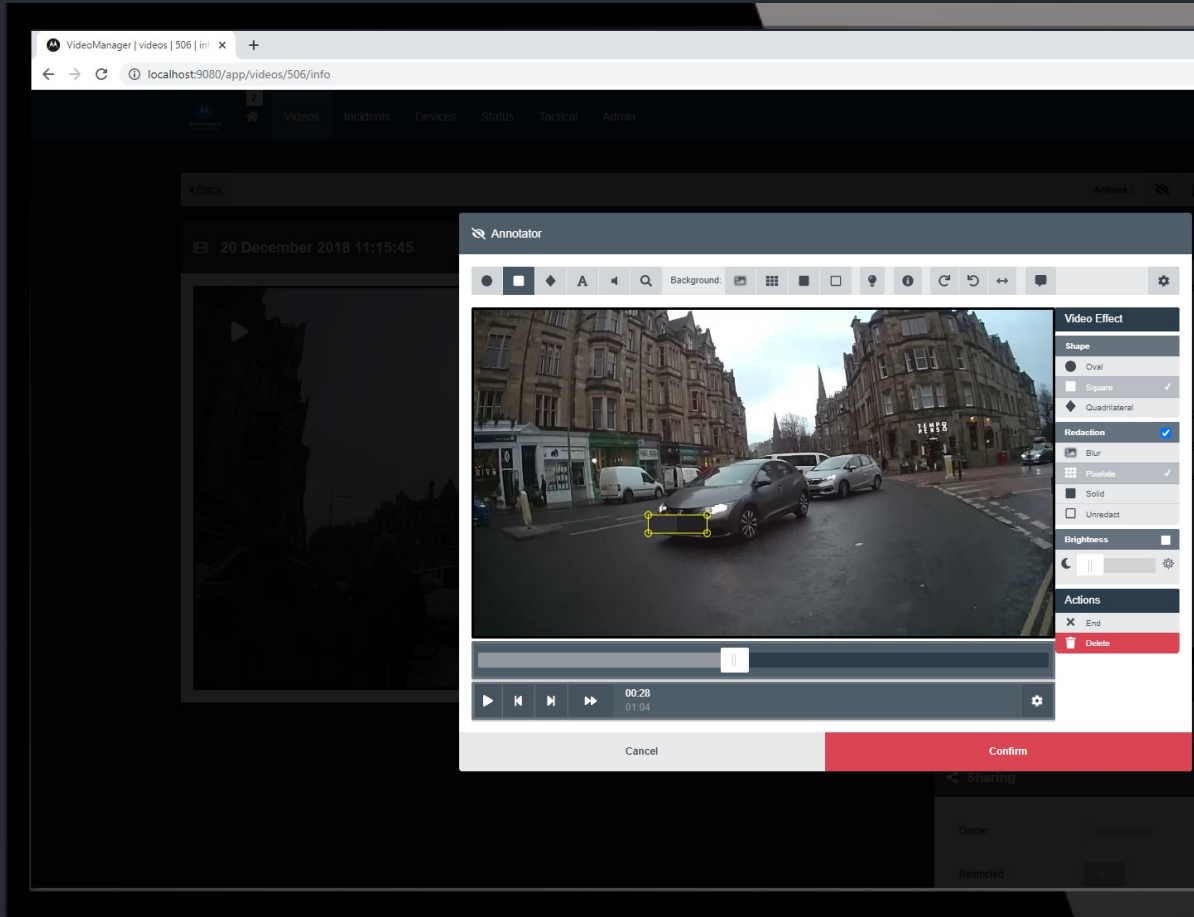 VideoManager | videos | 506 | inf
localhost:9080/app/videos/506/info
2
Videos Incidents Devices Status Tactical Admin
Back
Actions :
20 December 2018 11:15:45
Annotator
A
Background:
Video Effect
Shape
Oval
Square
Quadrilateral
Redaction
Blur
Pixelate
Solid
Unredact
Brightness
Actions
End
Delete
TEMPO
PERSO
00:28
01:04
Cancel
Confirm
Sharing
Owner:
Restricted: